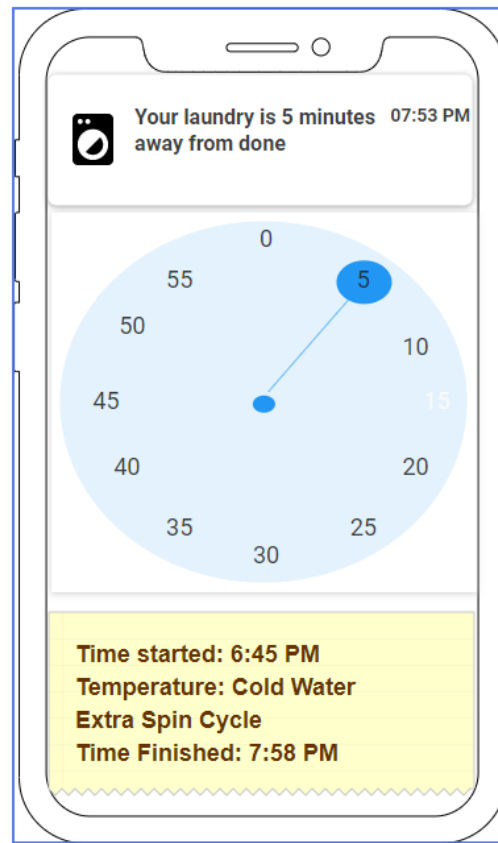 Your laundry is 5 minutes 07:53 PM
away from done
0
55 5
50 10
45 15
40 20
35 25
30
Time started: 6:45 PM
Temperature: Cold Water
Extra Spin Cycle
Time Finished: 7:58 PM